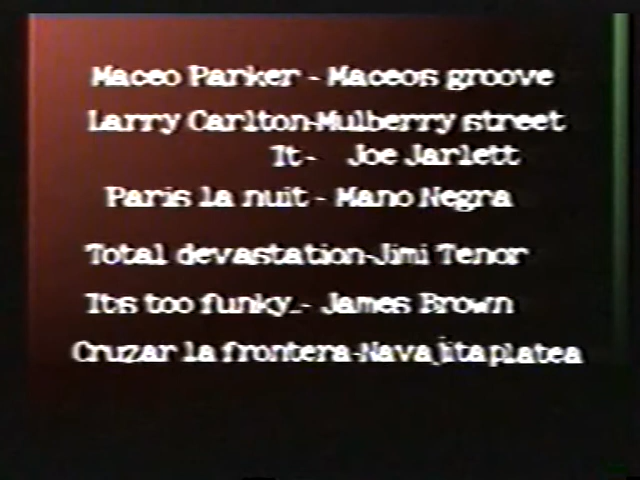 Maceo Parker - Maceos groove
Larry Carlton-Mulberry street
It - Joe Jarlett
Paris la nuit - Mano Negra
Total devastation-Jimi Tenor
Its too funky.- James Brown
Cruzar la frontera-Navajita platea